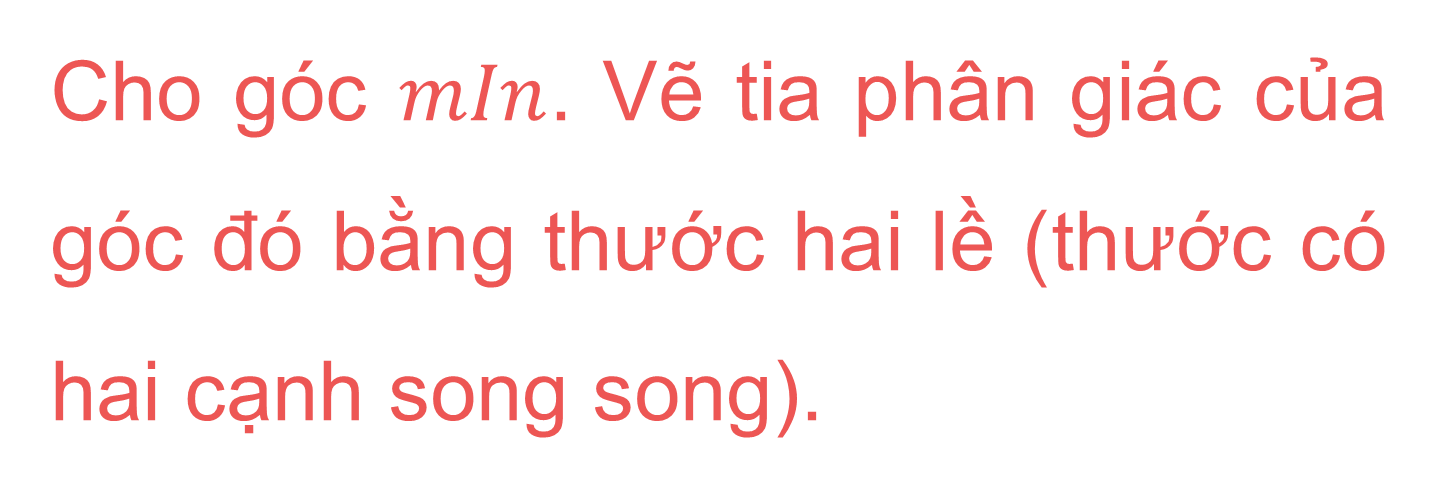 Cho góc 𝑚𝐼𝑛. Vẽ tia phân giác của
góc đó bằng thước hai lề (thước có
hai cạnh song song).